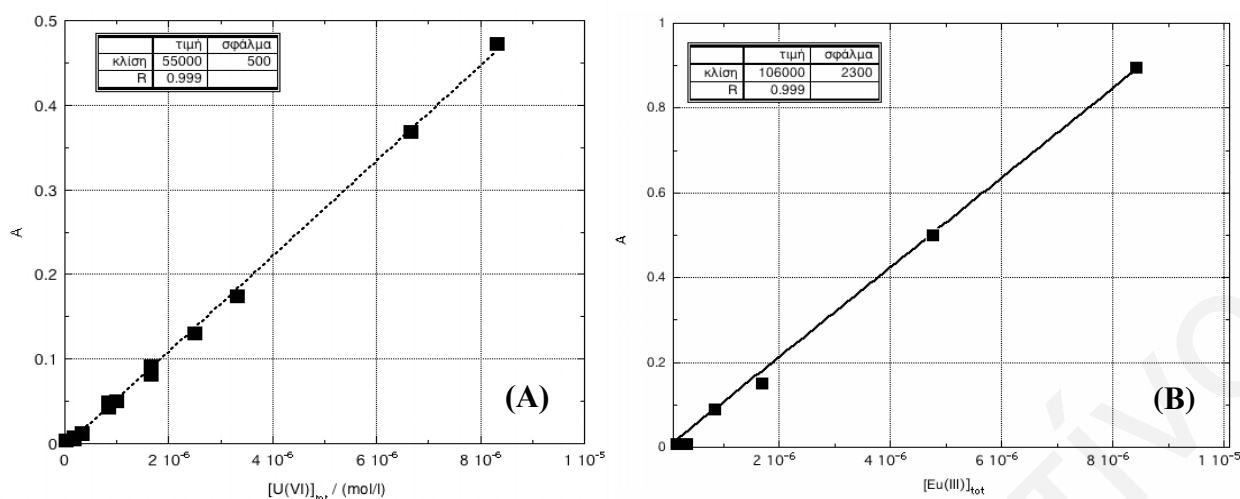 τιμή σφάλμα
κλίση 55000 500
R 0.999
0.5
0.4
0.3
0.2
0.1
0
A
0 2 10⁻⁶ 4 10⁻⁶ 6 10⁻⁶ 8 10⁻⁶ 1 10⁻⁵
[U(VI)]tot / (mol/l)
(A)
τιμή σφάλμα
κλίση 106000 2300
R 0.999
1
0.8
0.6
0.4
0.2
0
A
2 10⁻⁶ 4 10⁻⁶ 6 10⁻⁶ 8 10⁻⁶ 1 10⁻⁵
[Eu(III)]tot
(B)